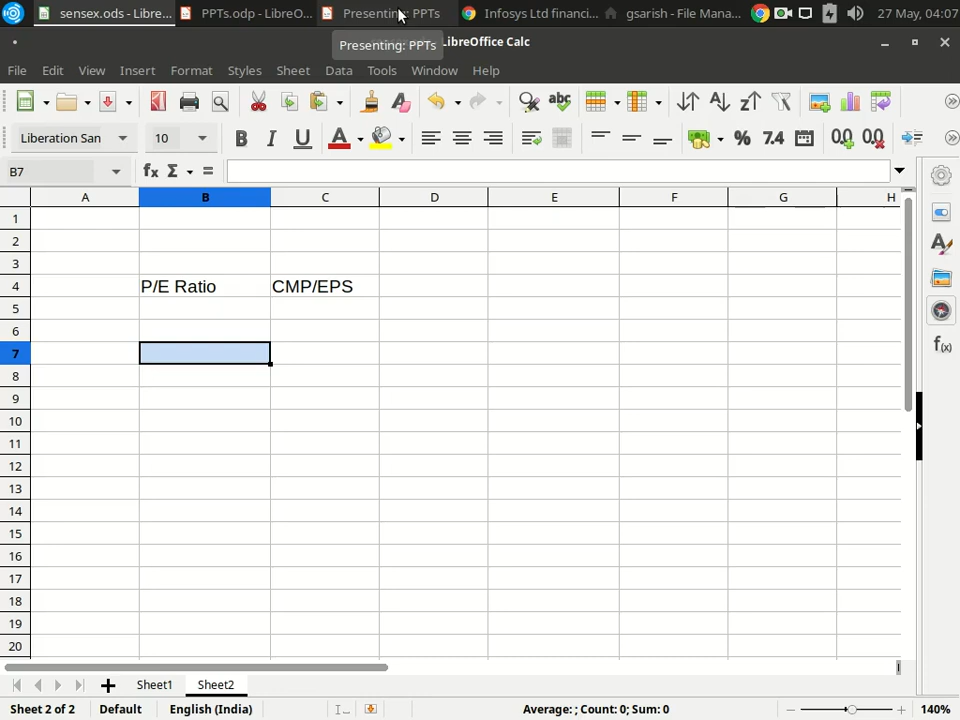 sensex.ods - Libre...
PPTs.odp - LibreO...
Presenting: PPTs
Infosys Ltd financi...
gsarish - File Mana...
27 May, 04:07
Presenting: PPTs
LibreOffice Calc
File Edit View Insert Format Styles Sheet Data Tools Window Help
Liberation San 10
B7
A B C D E F G H
1
2
3
4 P/E Ratio CMP/EPS
5
6
7
8
9
10
11
12
13
14
15
16
17
18
19
20
Sheet1 Sheet2
Sheet 2 of 2 Default English (India) Average: ; Count: 0; Sum: 0 140%